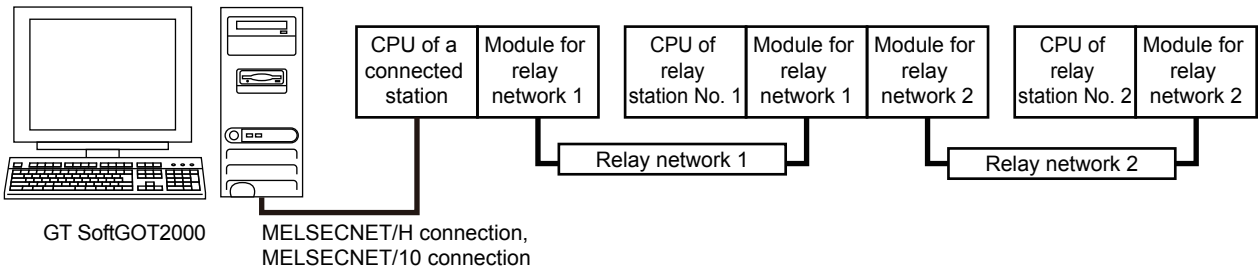 CPU of a
connected
station
Module for
relay
network 1
CPU of
relay
station No. 1
Module for
relay
network 1
Module for
relay
network 2
CPU of
relay
station No. 2
Module for
relay
network 2
Relay network 1
Relay network 2
GT SoftGOT2000
MELSECNET/H connection,
MELSECNET/10 connection